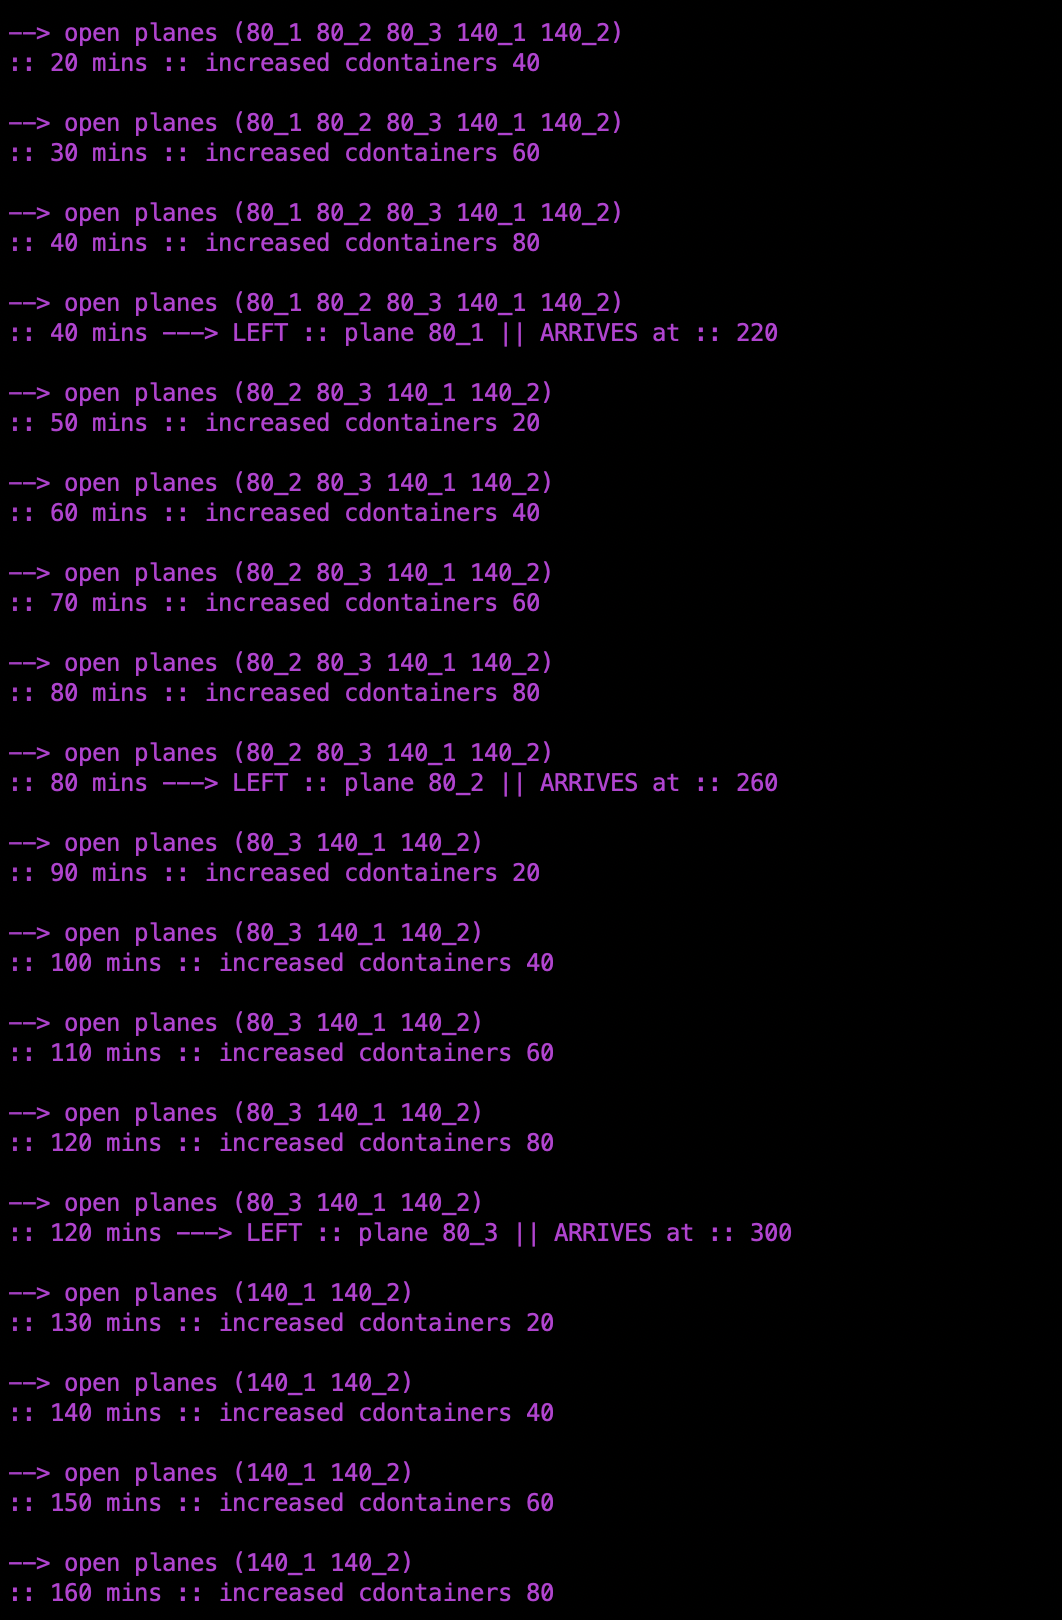 --> open planes (80_1 80_2 80_3 140_1 140_2)
:: 20 mins :: increased cdontainers 40
--> open planes (80_1 80_2 80_3 140_1 140_2)
:: 30 mins :: increased cdontainers 60
--> open planes (80_1 80_2 80_3 140_1 140_2)
:: 40 mins :: increased cdontainers 80
--> open planes (80_1 80_2 80_3 140_1 140_2)
:: 40 mins ---> LEFT :: plane 80_1 || ARRIVES at :: 220
--> open planes (80_2 80_3 140_1 140_2)
:: 50 mins :: increased cdontainers 20
--> open planes (80_2 80_3 140_1 140_2)
:: 60 mins :: increased cdontainers 40
--> open planes (80_2 80_3 140_1 140_2)
:: 70 mins :: increased cdontainers 60
--> open planes (80_2 80_3 140_1 140_2)
:: 80 mins :: increased cdontainers 80
--> open planes (80_2 80_3 140_1 140_2)
:: 80 mins ---> LEFT :: plane 80_2 || ARRIVES at :: 260
--> open planes (80_3 140_1 140_2)
:: 90 mins :: increased cdontainers 20
--> open planes (80_3 140_1 140_2)
:: 100 mins :: increased cdontainers 40
--> open planes (80_3 140_1 140_2)
:: 110 mins :: increased cdontainers 60
--> open planes (80_3 140_1 140_2)
:: 120 mins :: increased cdontainers 80
--> open planes (80_3 140_1 140_2)
:: 120 mins ---> LEFT :: plane 80_3 || ARRIVES at :: 300
--> open planes (140_1 140_2)
:: 130 mins :: increased cdontainers 20
--> open planes (140_1 140_2)
:: 140 mins :: increased cdontainers 40
--> open planes (140_1 140_2)
:: 150 mins :: increased cdontainers 60
--> open planes (140_1 140_2)
:: 160 mins :: increased cdontainers 80